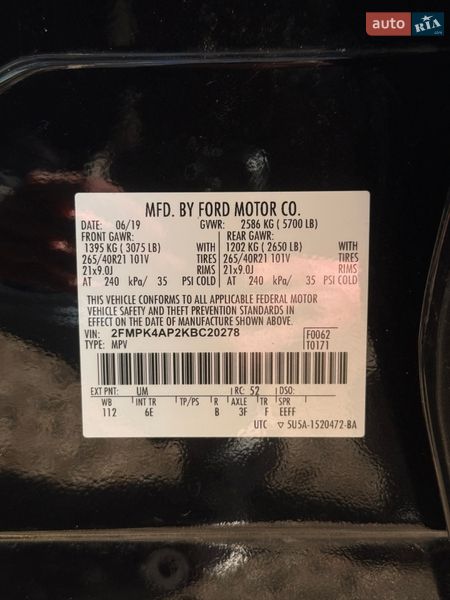 auto RIA
.com
MFD. BY FORD MOTOR CO.
DATE: 06/19 GVWR: 2586 KG ( 5700 LB)
FRONT GAWR: REAR GAWR:
1395 KG ( 3075 LB) WITH 1202 KG ( 2650 LB) WITH
265/40R21 101V TIRES 265/40R21 101V TIRES
21x9.0J RIMS 21x9.0J RIMS
AT 240 kPa/ 35 PSI COLD AT 240 kPa/ 35 PSI COLD
THIS VEHICLE CONFORMS TO ALL APPLICABLE FEDERAL MOTOR
VEHICLE SAFETY AND THEFT PREVENTION STANDARDS IN
EFFECT ON THE DATE OF MANUFACTURE SHOWN ABOVE.
VIN: 2FMPK4AP2KBC20278 F0062
TYPE: MPV T0171
EXT PNT: UM RC: 52 DSO:
WB INT TR TP/PS R AXLE TR SPR
112 6E B 3F F EEFF
UTC ▽ 5U5A-1520472-BA